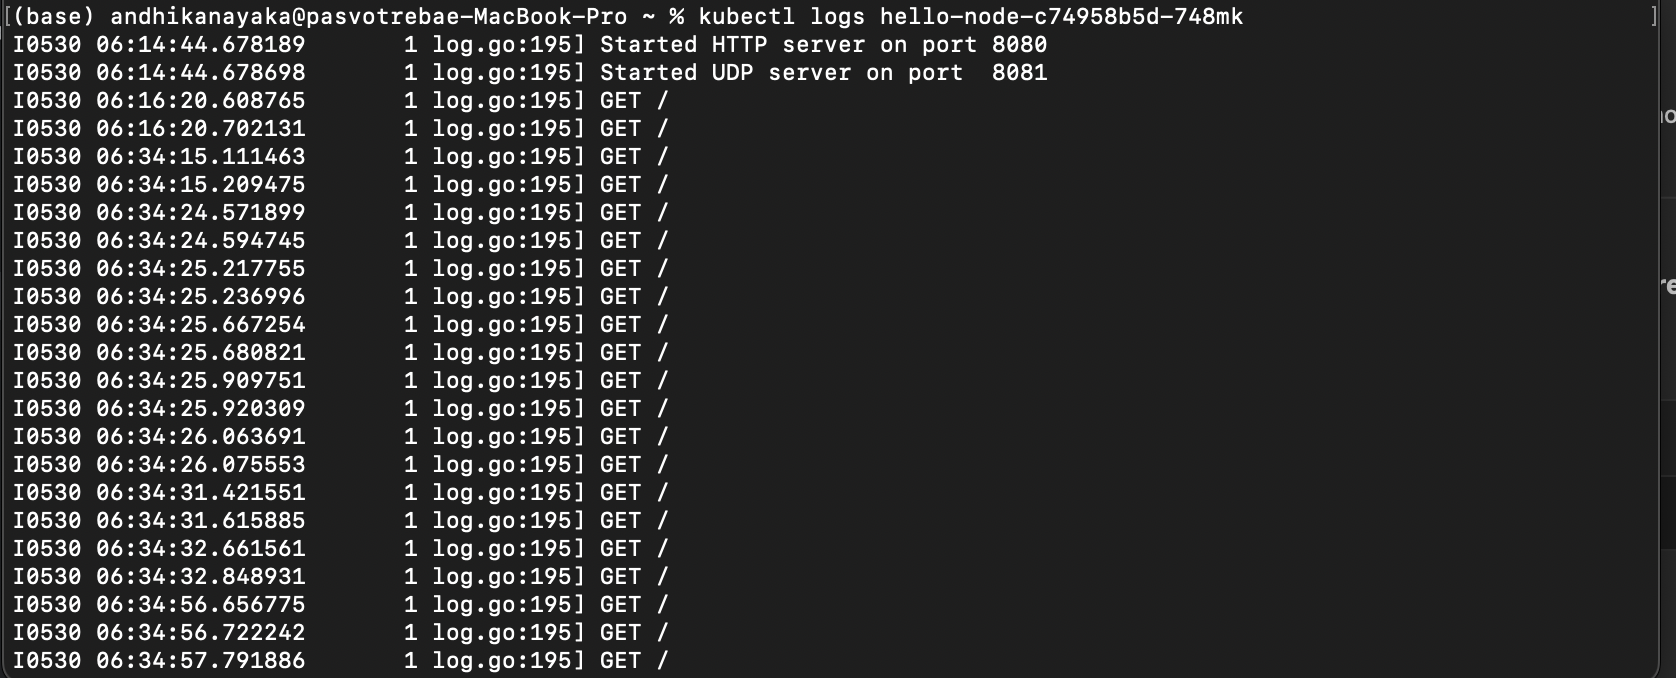 [(base) andhikanayaka@pasvotrebae-MacBook-Pro ~ % kubectl logs hello-node-c74958b5d-748mk ]
I0530 06:14:44.678189       1 log.go:195] Started HTTP server on port 8080
I0530 06:14:44.678698       1 log.go:195] Started UDP server on port  8081
I0530 06:16:20.608765       1 log.go:195] GET /
I0530 06:16:20.702131       1 log.go:195] GET /
I0530 06:34:15.111463       1 log.go:195] GET /
I0530 06:34:15.209475       1 log.go:195] GET /
I0530 06:34:24.571899       1 log.go:195] GET /
I0530 06:34:24.594745       1 log.go:195] GET /
I0530 06:34:25.217755       1 log.go:195] GET /
I0530 06:34:25.236996       1 log.go:195] GET /
I0530 06:34:25.667254       1 log.go:195] GET /
I0530 06:34:25.680821       1 log.go:195] GET /
I0530 06:34:25.909751       1 log.go:195] GET /
I0530 06:34:25.920309       1 log.go:195] GET /
I0530 06:34:26.063691       1 log.go:195] GET /
I0530 06:34:26.075553       1 log.go:195] GET /
I0530 06:34:31.421551       1 log.go:195] GET /
I0530 06:34:31.615885       1 log.go:195] GET /
I0530 06:34:32.661561       1 log.go:195] GET /
I0530 06:34:32.848931       1 log.go:195] GET /
I0530 06:34:56.656775       1 log.go:195] GET /
I0530 06:34:56.722242       1 log.go:195] GET /
I0530 06:34:57.791886       1 log.go:195] GET /